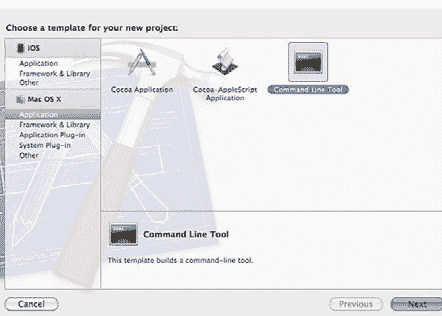 Choose a template for your new project:
iOS
Application
Framework & Library
Other
Mac OS X
Application
Framework & Library
Application Plug-in
System Plug-in
Other
Cocoa Application
Cocoa-AppleScript
Application
Command Line Tool
Command Line Tool
This template builds a command-line tool.
Cancel
Previous
Next